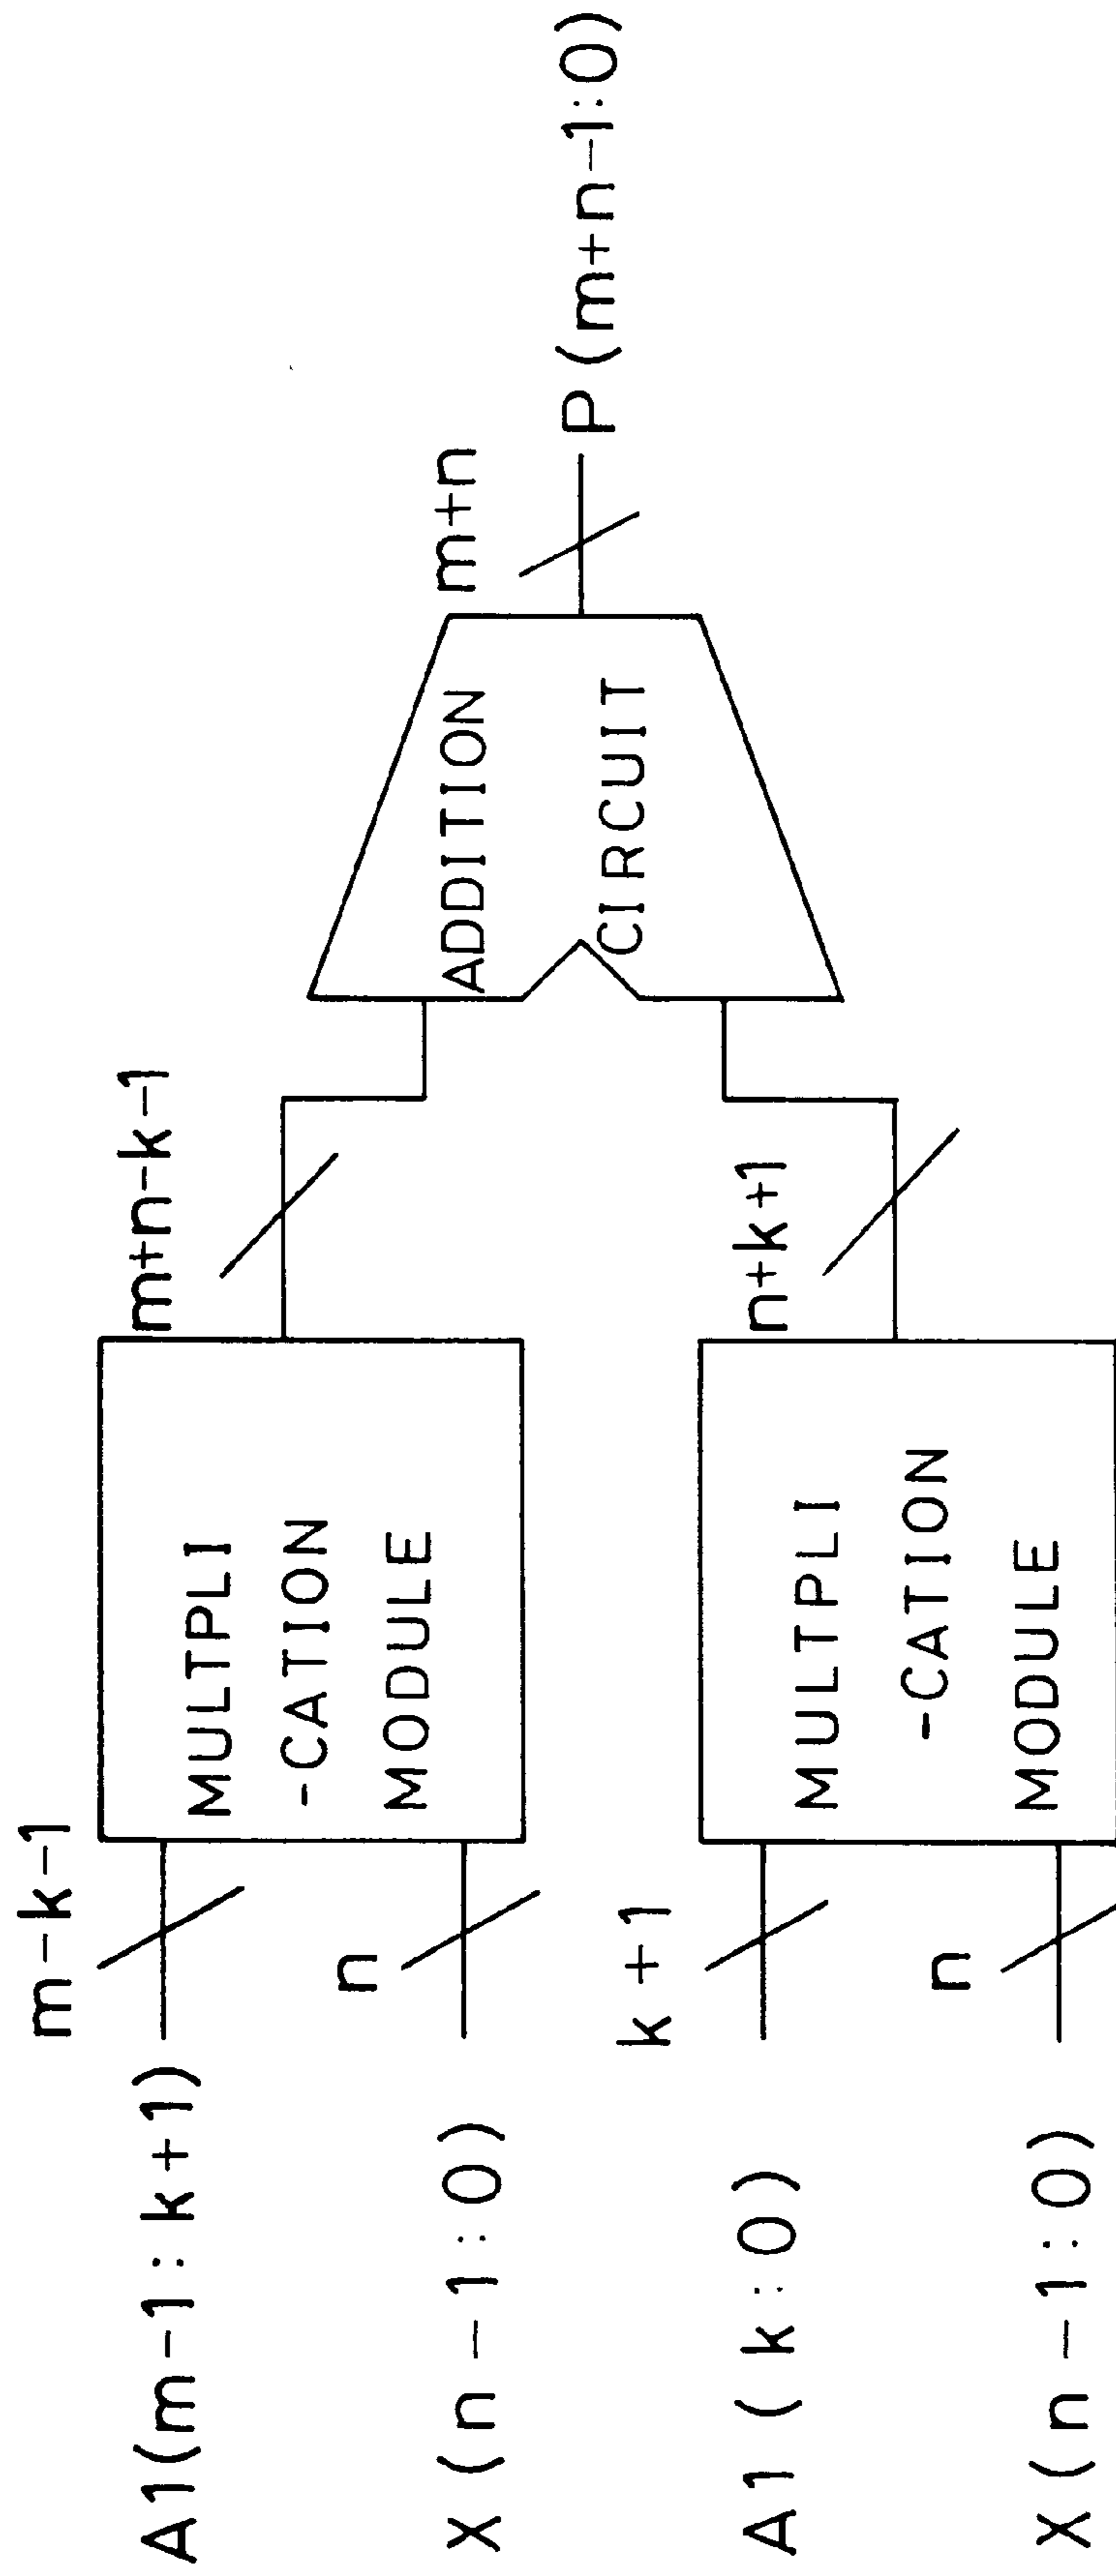 m-k-1
A1(m-1:k+1)
n
X(n-1:0)
MULTPLI
-CATION
MODULE
m+n-k-1
k+1
A1(k:0)
n
X(n-1:0)
MULTPLI
-CATION
MODULE
n+k+1
ADDITION
CIRCUIT
m+n
P(m+n-1:0)